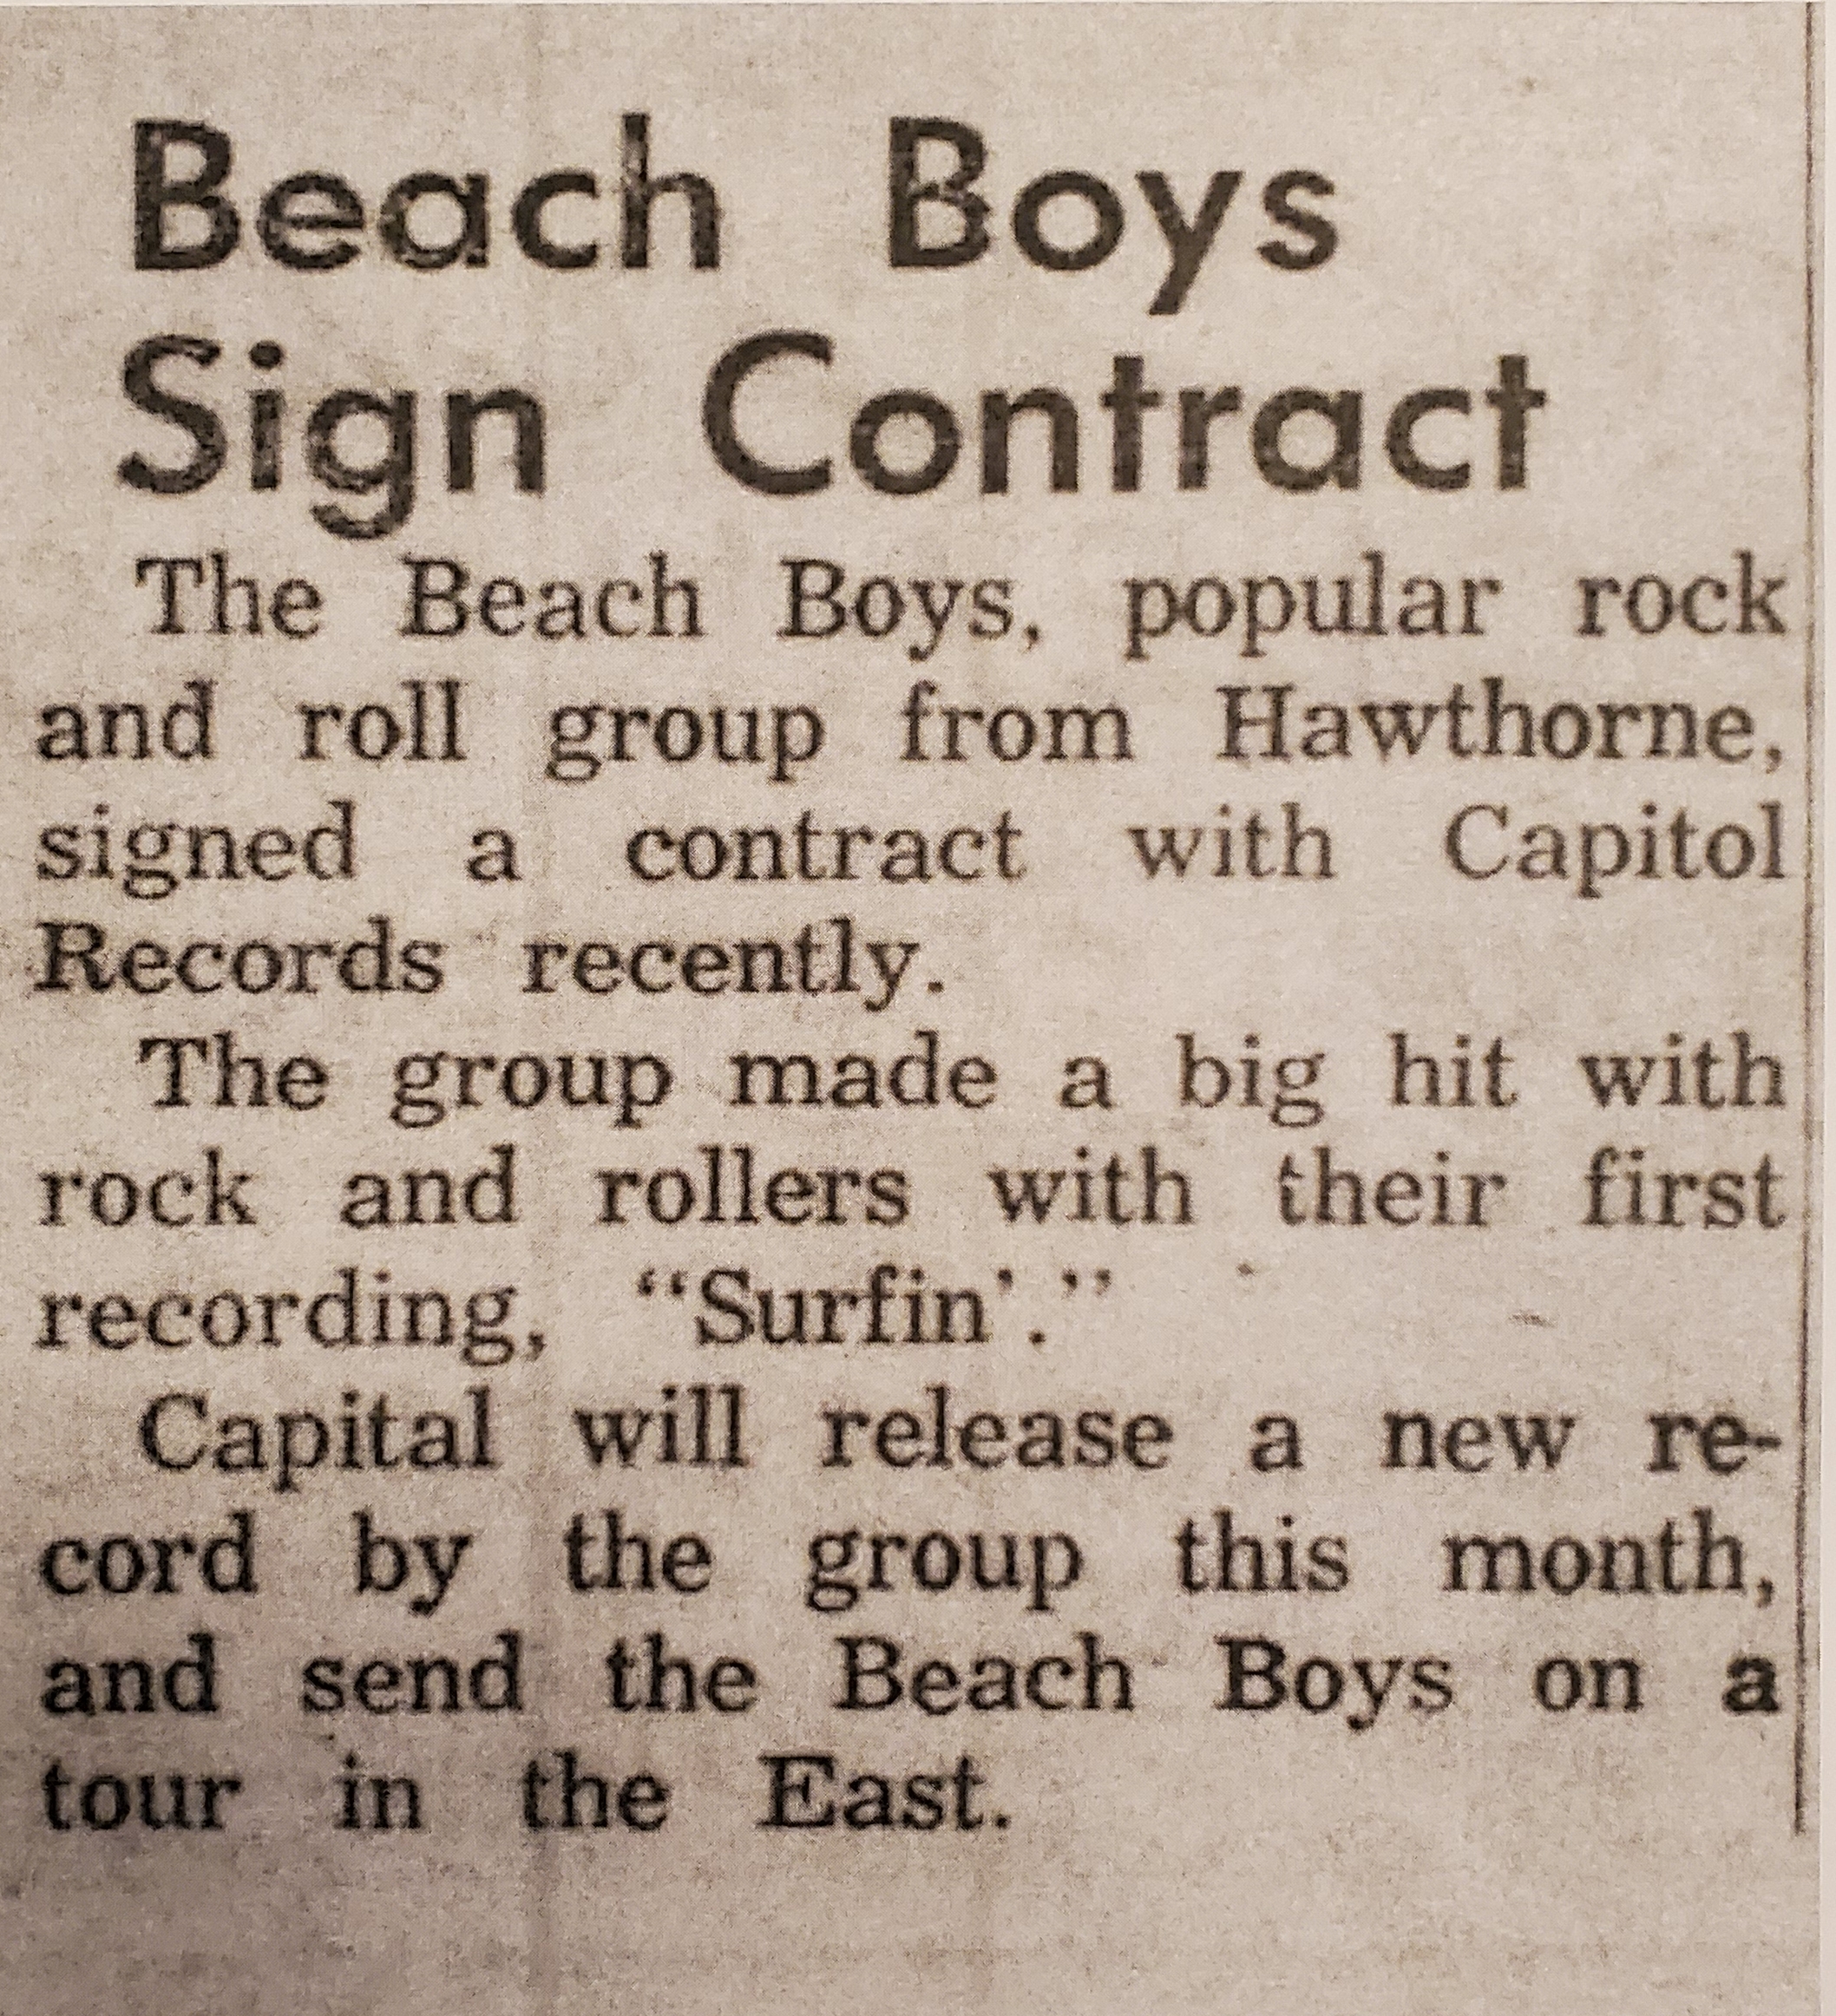 Beach Boys
Sign Contract
The Beach Boys, popular rock
and roll group from Hawthorne,
signed a contract with Capitol
Records recently.
The group made a big hit with
rock and rollers with their first
recording, “Surfin’.”
Capital will release a new re-
cord by the group this month,
and send the Beach Boys on a
tour in the East.